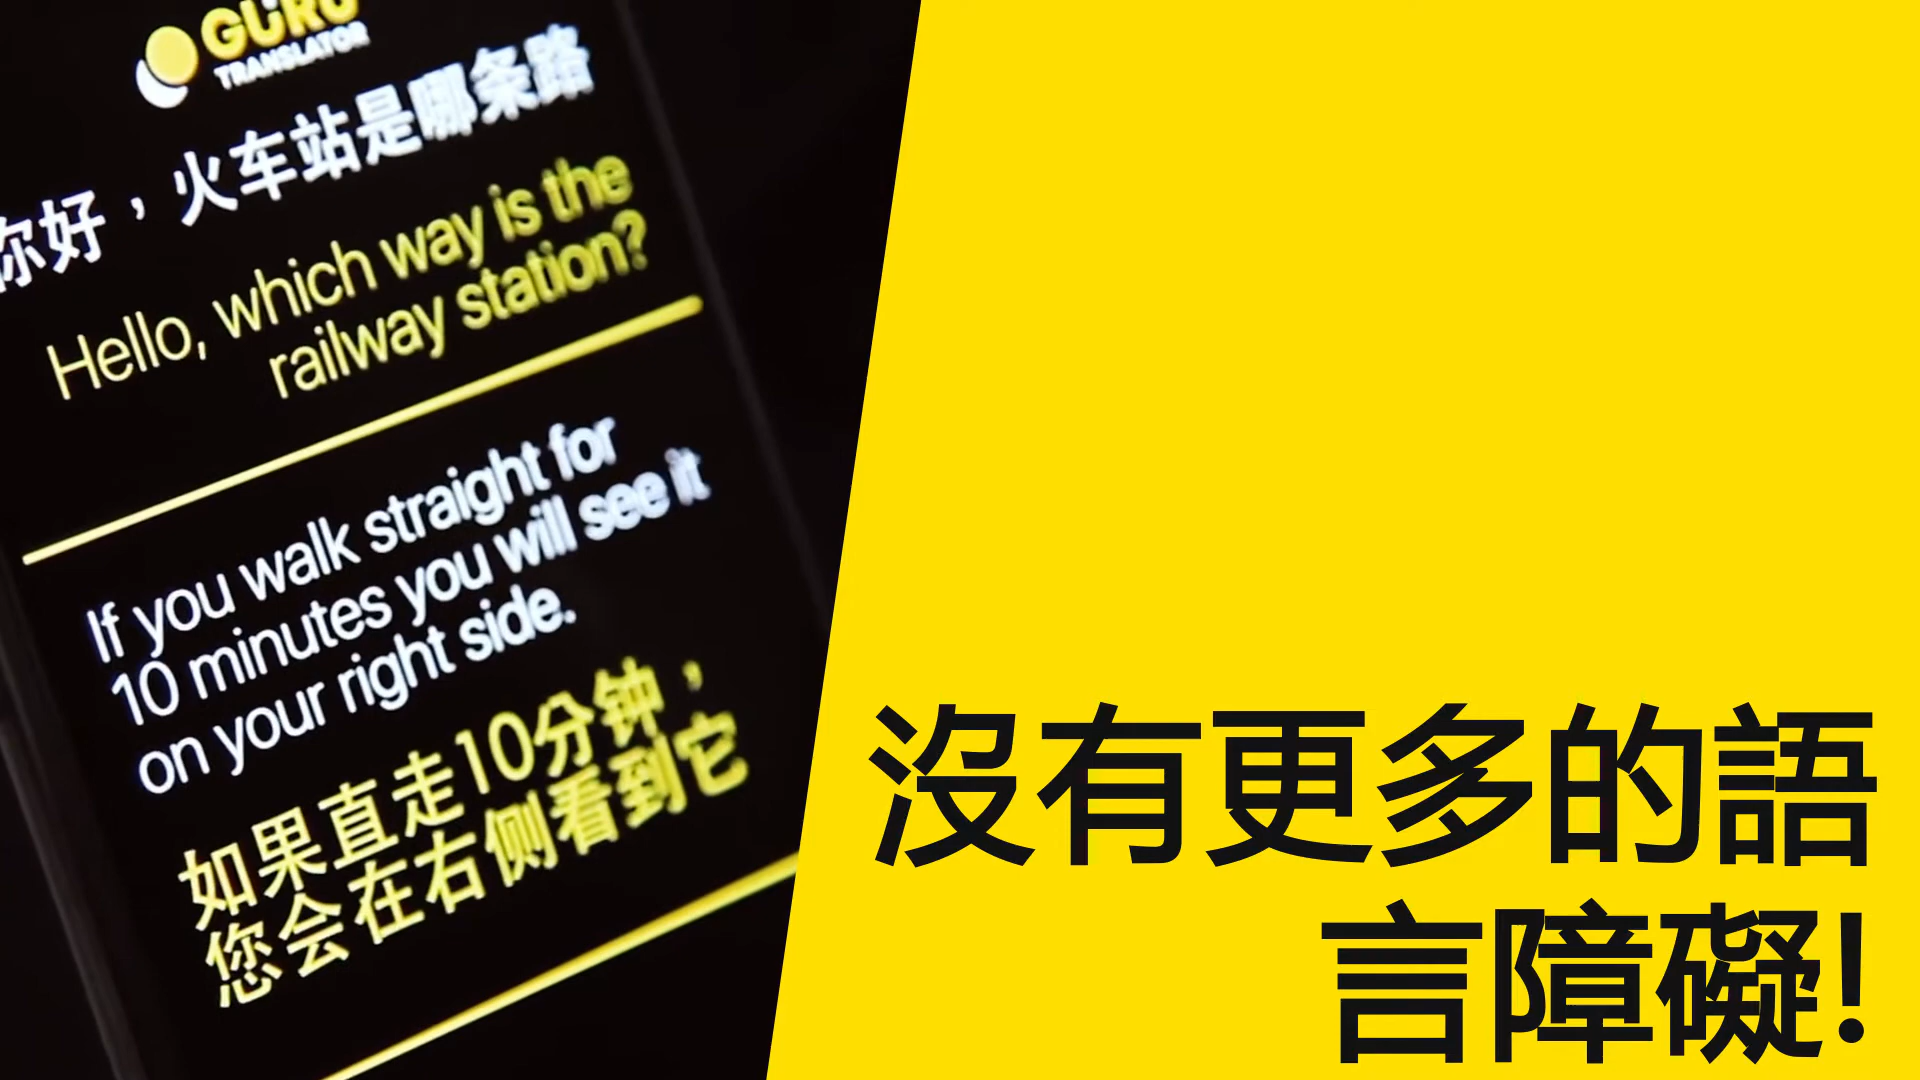 GURU
TRANSLATOR
你好，火车站是哪条路
Hello, which way is the
railway station?
If you walk straight for
10 minutes you will see it
on your right side.
如果直走10分钟，
您会在右侧看到它
沒有更多的語
言障礙!